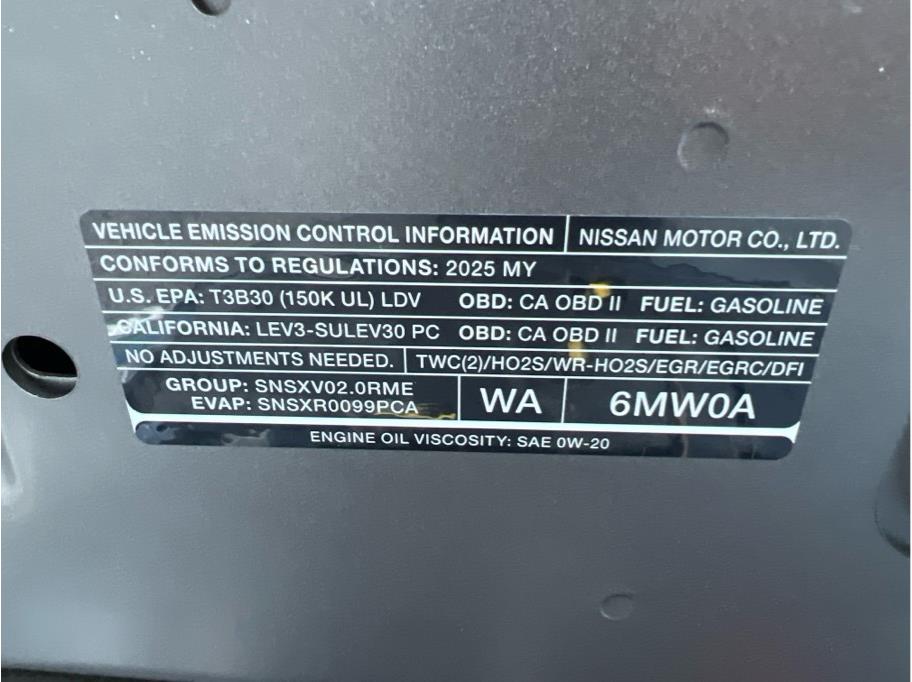 VEHICLE EMISSION CONTROL INFORMATION NISSAN MOTOR CO., LTD.
CONFORMS TO REGULATIONS: 2025 MY
U.S. EPA: T3B30 (150K UL) LDV OBD: CA OBD II FUEL: GASOLINE
CALIFORNIA: LEV3-SULEV30 PC OBD: CA OBD II FUEL: GASOLINE
NO ADJUSTMENTS NEEDED. TWC(2)/HO2S/WR-HO2S/EGR/EGRC/DFI
GROUP: SNSXV02.0RME
EVAP: SNSXR0099PCA
WA 6MW0A
ENGINE OIL VISCOSITY: SAE 0W-20